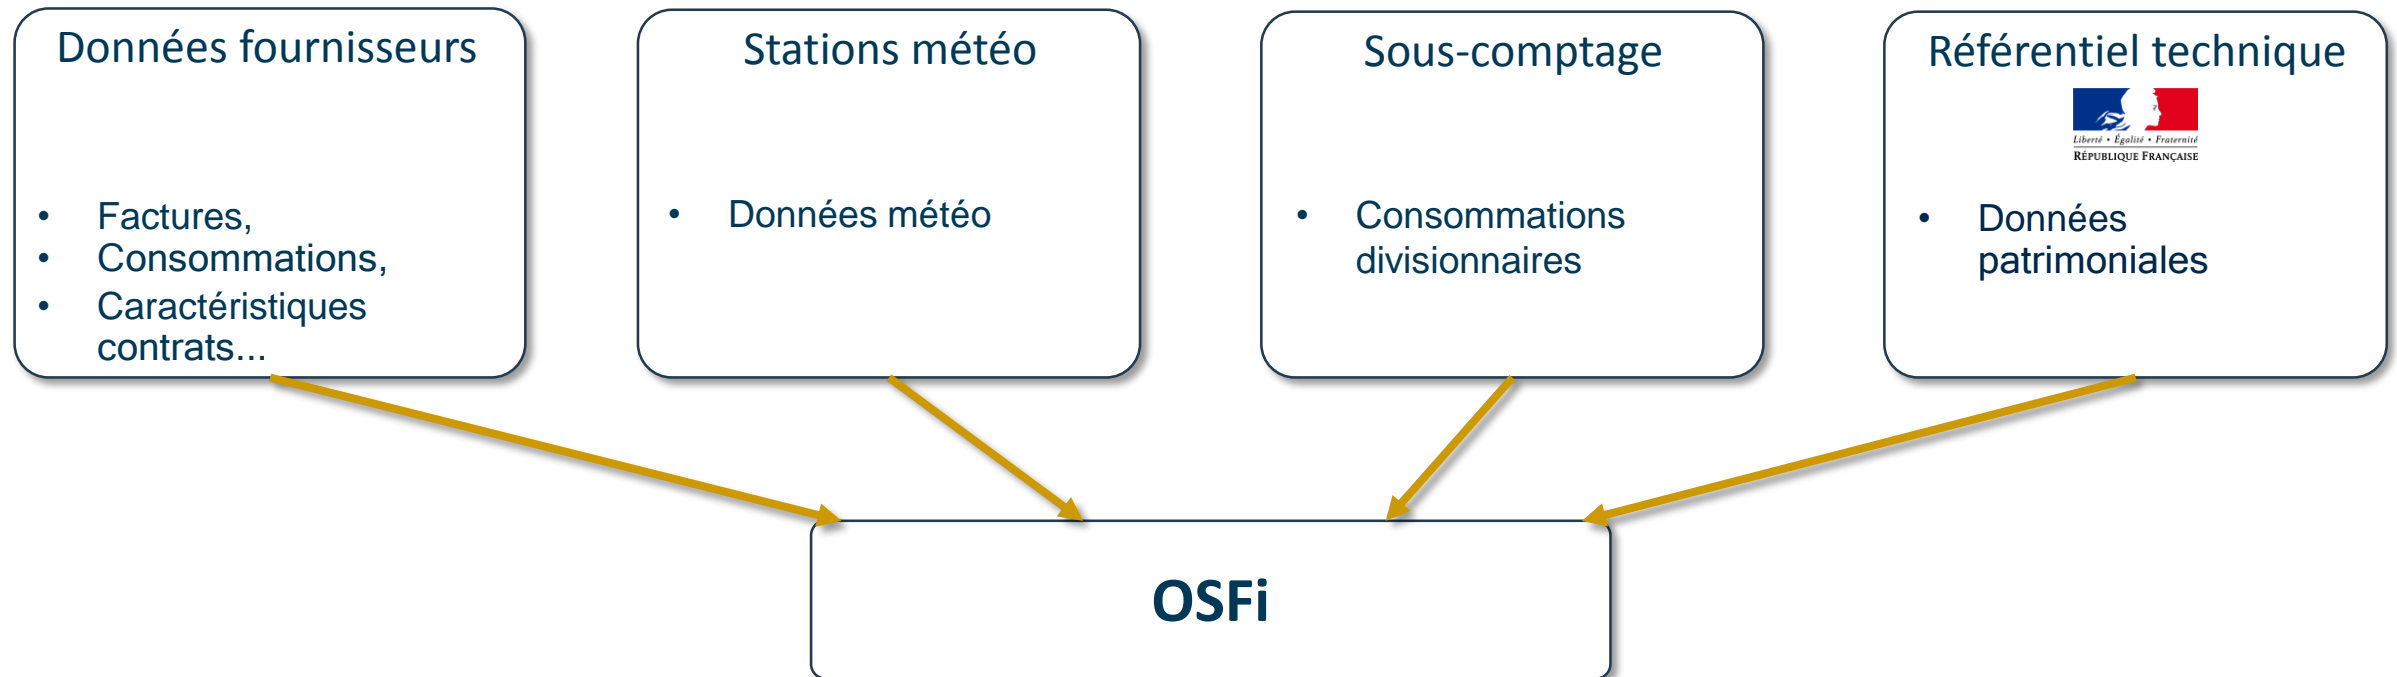 Données fournisseurs
• Factures,
• Consommations,
• Caractéristiques
contrats...
Stations météo
• Données météo
Sous-comptage
• Consommations
divisionnaires
Référentiel technique
Liberté • Égalité • Fraternité
RÉPUBLIQUE FRANÇAISE
• Données
patrimoniales
OSFi